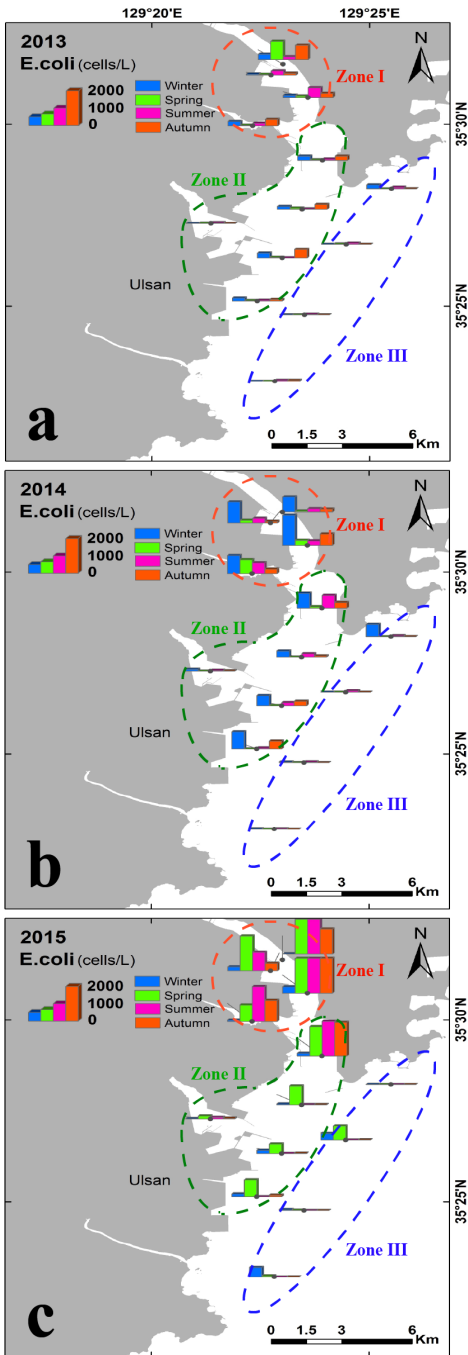 129°20'E 129°25'E
2013
E.coli (cells/L)
2000
1000
0
Winter
Spring
Summer
Autumn
N
Zone I
35°30'N
Zone II
Ulsan
35°25'N
Zone III
a
0 1.5 3 6
Km
2014
E.coli (cells/L)
2000
1000
0
Winter
Spring
Summer
Autumn
N
Zone I
35°30'N
Zone II
Ulsan
35°25'N
Zone III
b
0 1.5 3 6
Km
2015
E.coli (cells/L)
2000
1000
0
Winter
Spring
Summer
Autumn
N
Zone I
35°30'N
Zone II
Ulsan
35°25'N
Zone III
c
0 1.5 3 6
Km